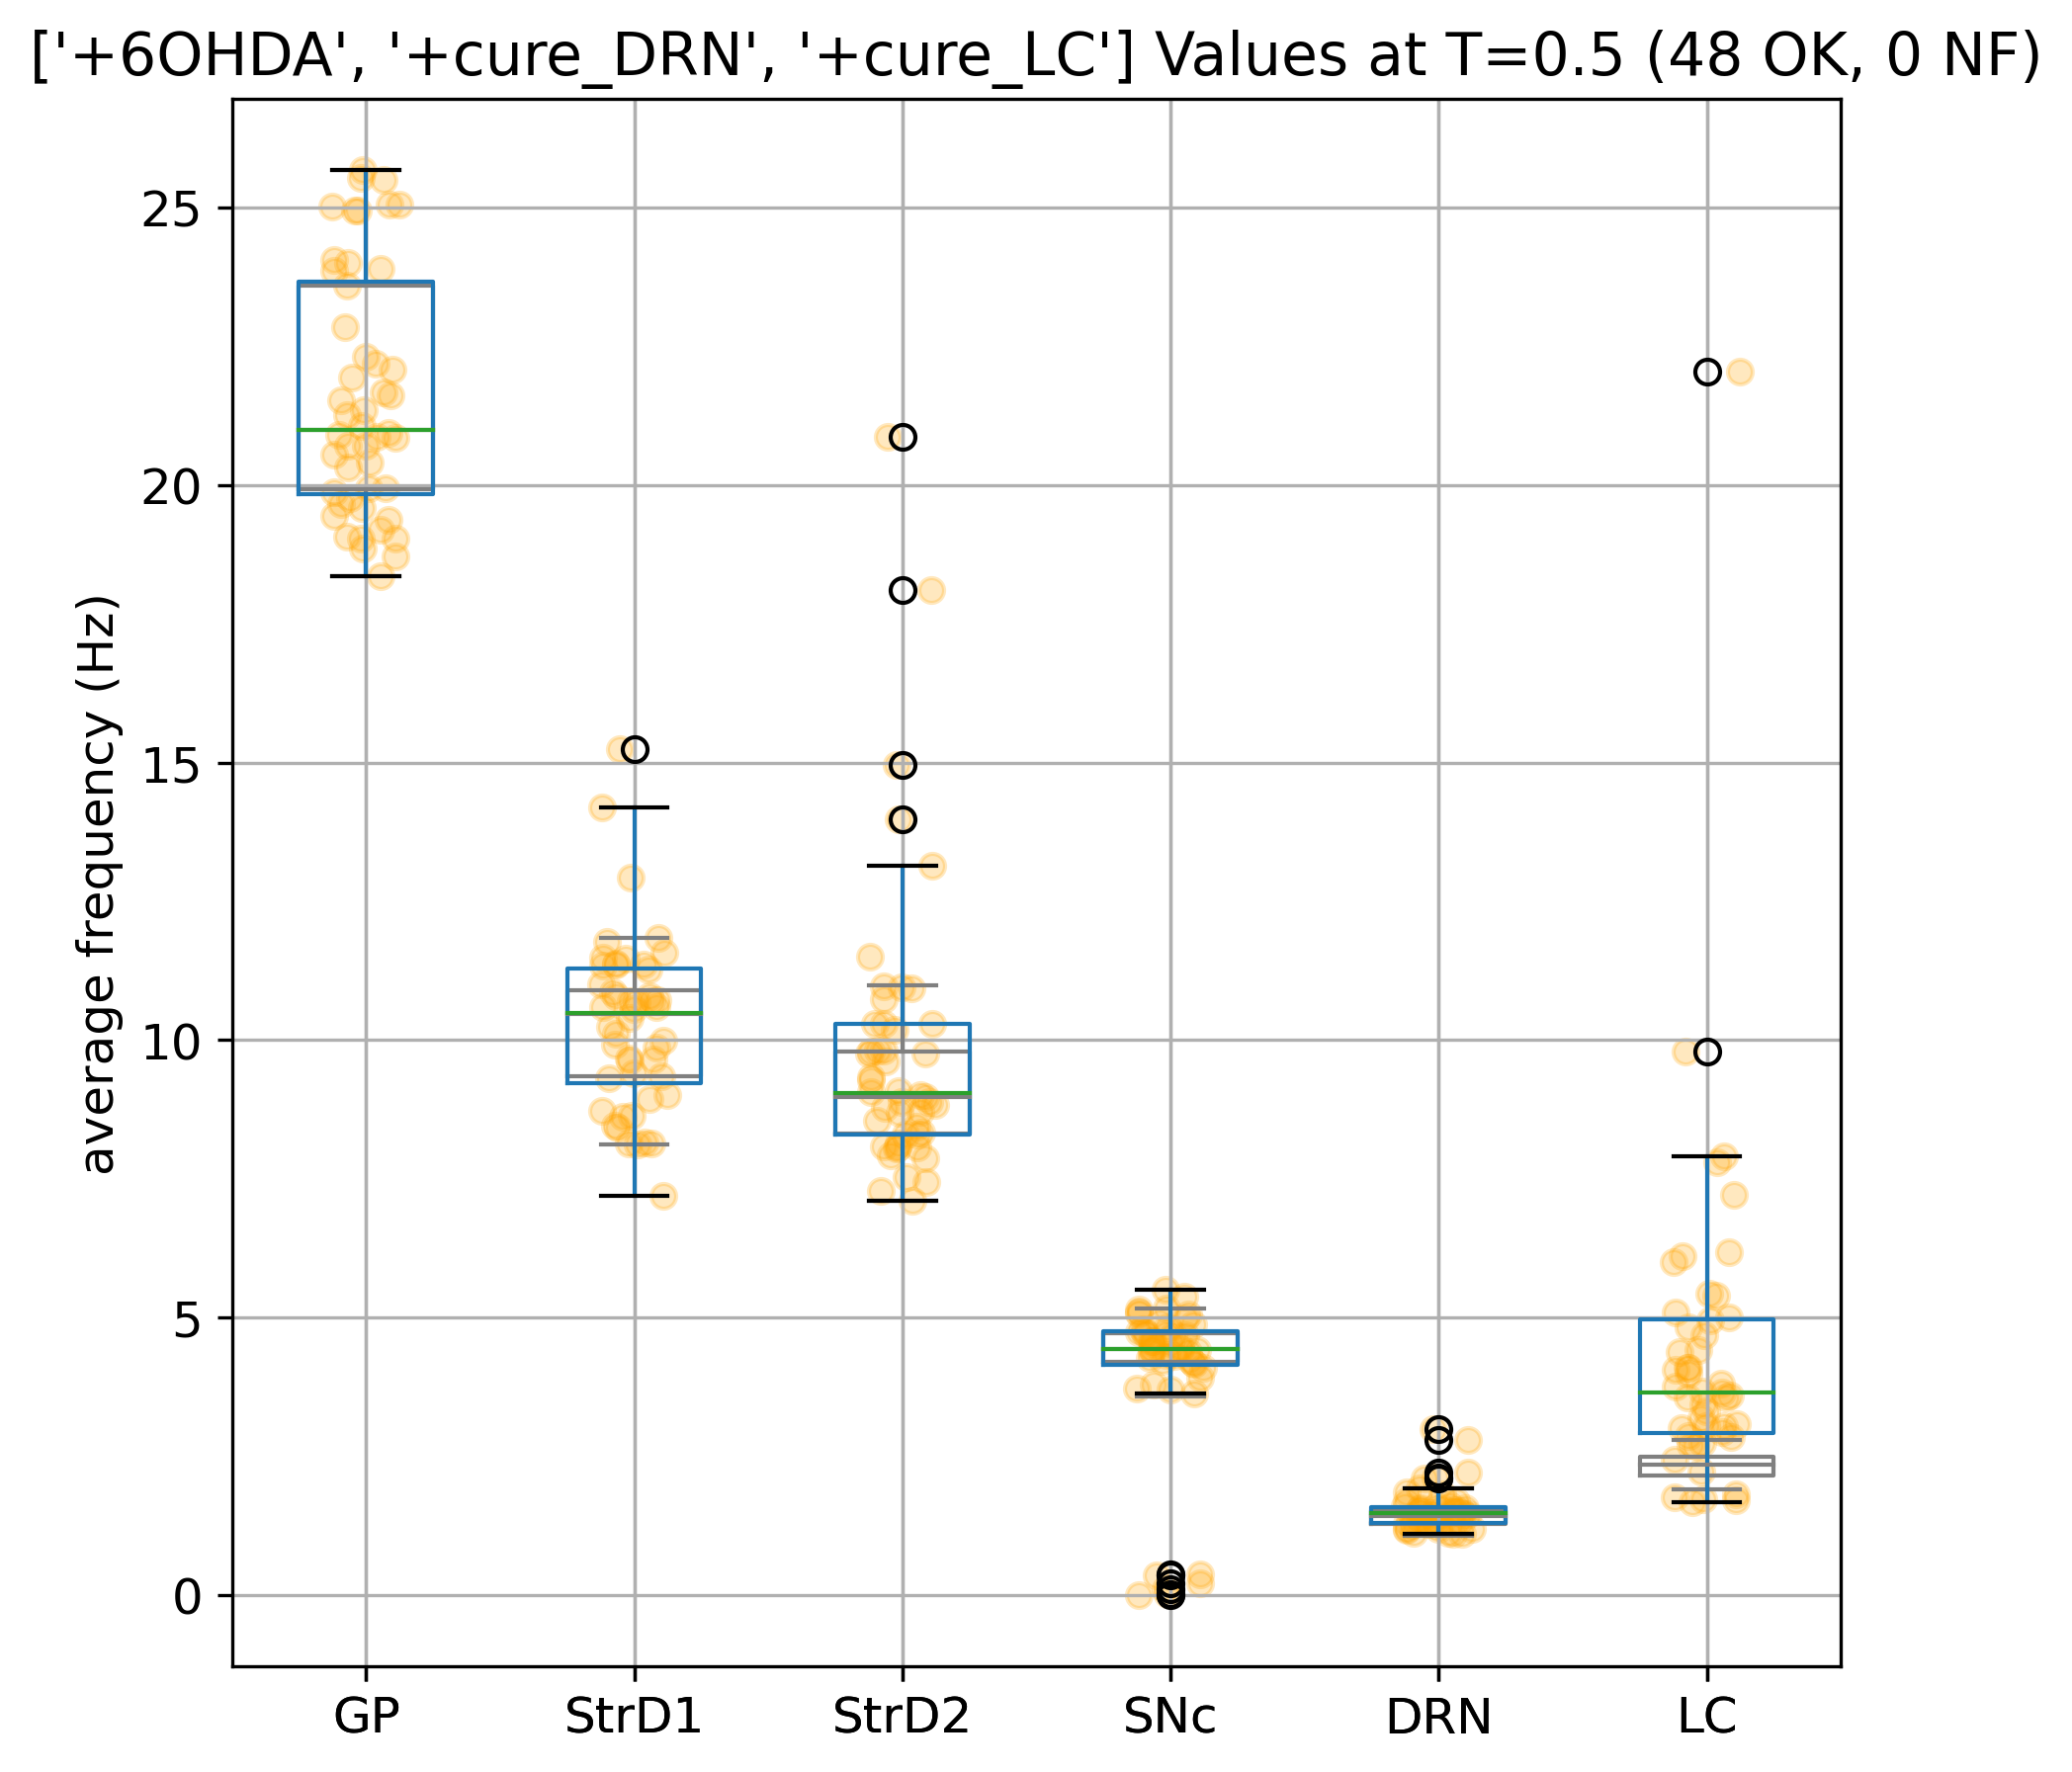 ['+6OHDA', '+cure_DRN', '+cure_LC'] Values at T=0.5 (48 OK, 0 NF)
average frequency (Hz)
25
20
15
10
5
0
GP StrD1 StrD2 SNc DRN LC